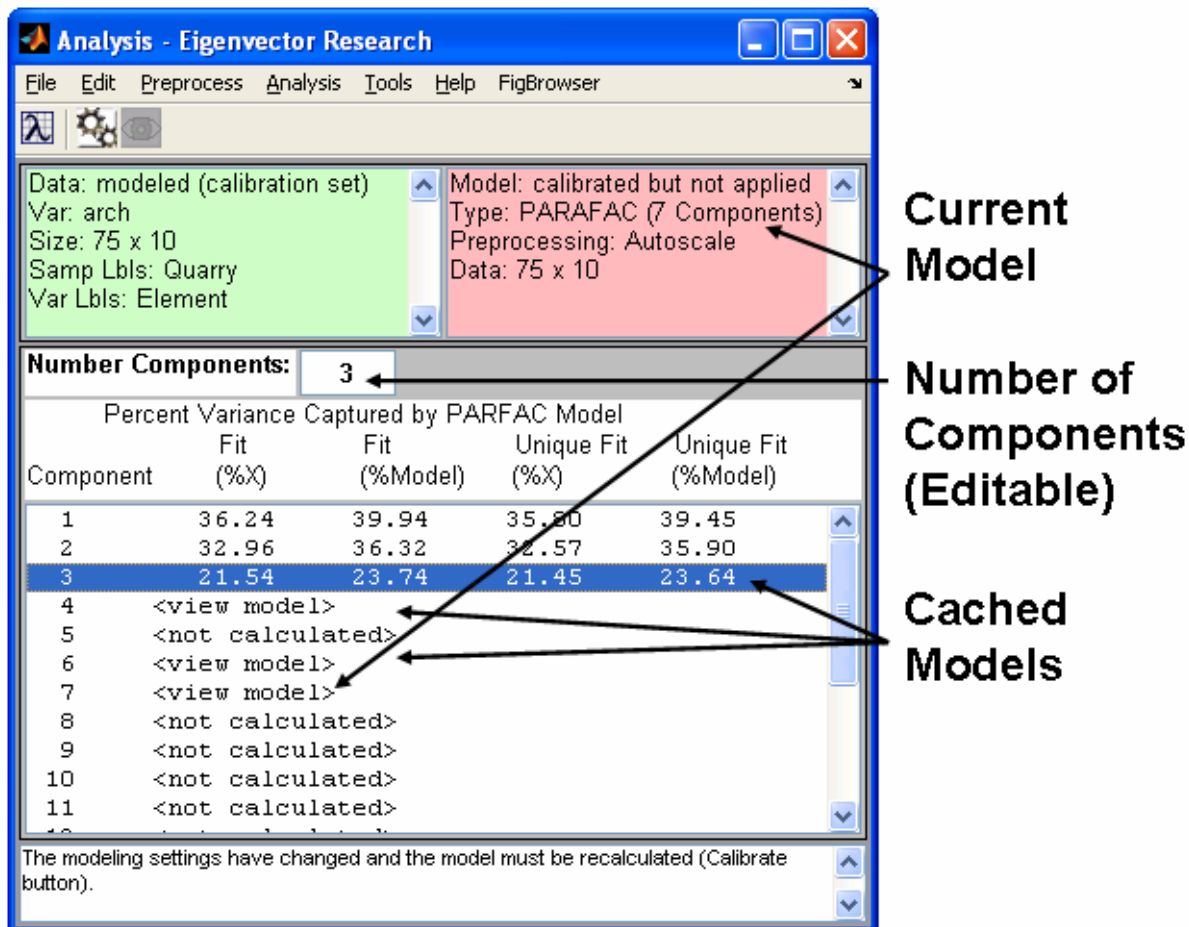 Analysis - Eigenvector Research
File Edit Preprocess Analysis Tools Help FigBrowser
Data: modeled (calibration set)
Var: arch
Size: 75 x 10
Samp Lbls: Quarry
Var Lbls: Element
Model: calibrated but not applied
Type: PARAFAC (7 Components)
Preprocessing: Autoscale
Data: 75 x 10
Current
Model
Number Components: 3
Number of
Components
(Editable)
Percent Variance Captured by PARFAC Model
Fit Fit Unique Fit Unique Fit
Component (%X) (%Model) (%X) (%Model)
1 36.24 39.94 35.80 39.45
2 32.96 36.32 32.57 35.90
3 21.54 23.74 21.45 23.64
4 <view model>
5 <not calculated>
6 <view model>
7 <view model>
8 <not calculated>
9 <not calculated>
10 <not calculated>
11 <not calculated>
Cached
Models
The modeling settings have changed and the model must be recalculated (Calibrate
button).